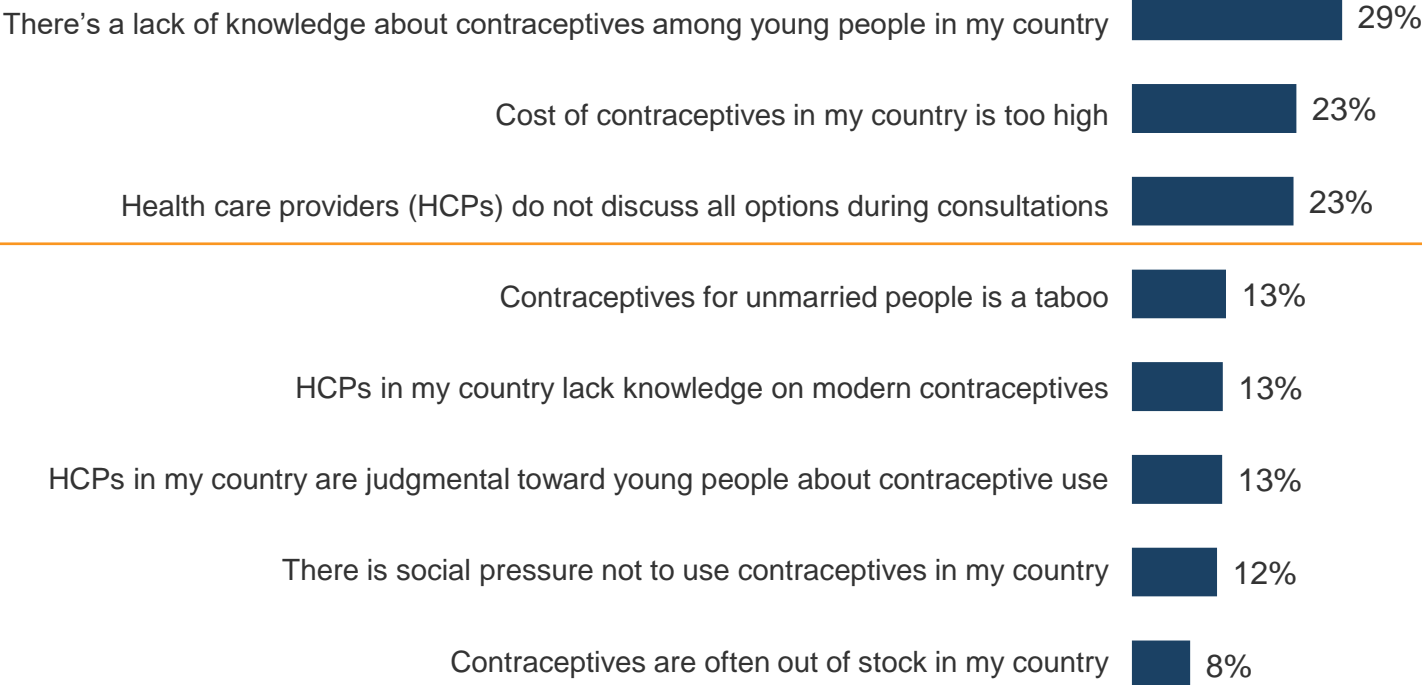 There’s a lack of knowledge about contraceptives among young people in my country 29%
Cost of contraceptives in my country is too high 23%
Health care providers (HCPs) do not discuss all options during consultations 23%
Contraceptives for unmarried people is a taboo 13%
HCPs in my country lack knowledge on modern contraceptives 13%
HCPs in my country are judgmental toward young people about contraceptive use 13%
There is social pressure not to use contraceptives in my country 12%
Contraceptives are often out of stock in my country 8%